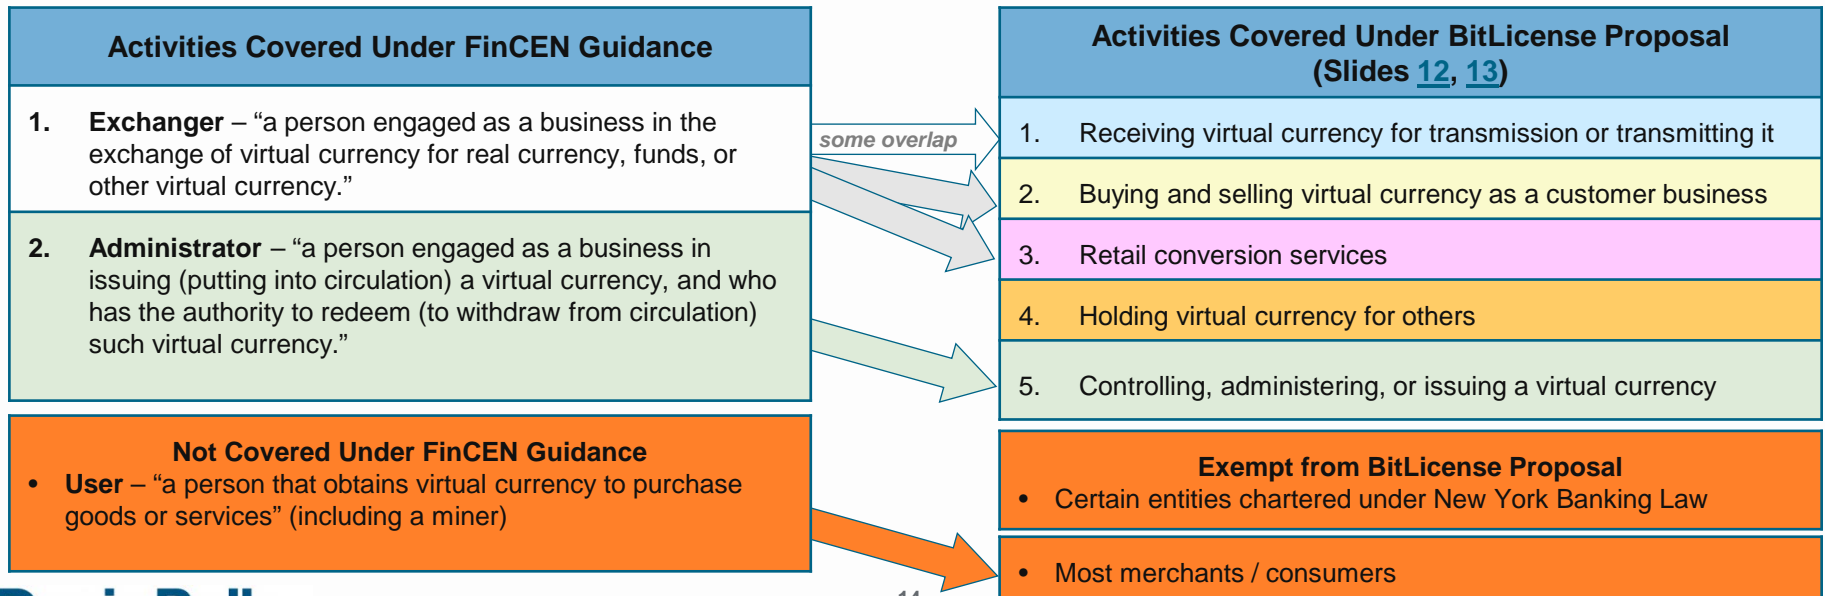 Activities Covered Under FinCEN Guidance
1. Exchanger – “a person engaged as a business in the
exchange of virtual currency for real currency, funds, or
other virtual currency.”
2. Administrator – “a person engaged as a business in
issuing (putting into circulation) a virtual currency, and who
has the authority to redeem (to withdraw from circulation)
such virtual currency.”
Not Covered Under FinCEN Guidance
• User – “a person that obtains virtual currency to purchase
goods or services” (including a miner)
some overlap
Activities Covered Under BitLicense Proposal
(Slides 12, 13)
1. Receiving virtual currency for transmission or transmitting it
2. Buying and selling virtual currency as a customer business
3. Retail conversion services
4. Holding virtual currency for others
5. Controlling, administering, or issuing a virtual currency
Exempt from BitLicense Proposal
• Certain entities chartered under New York Banking Law
• Most merchants / consumers